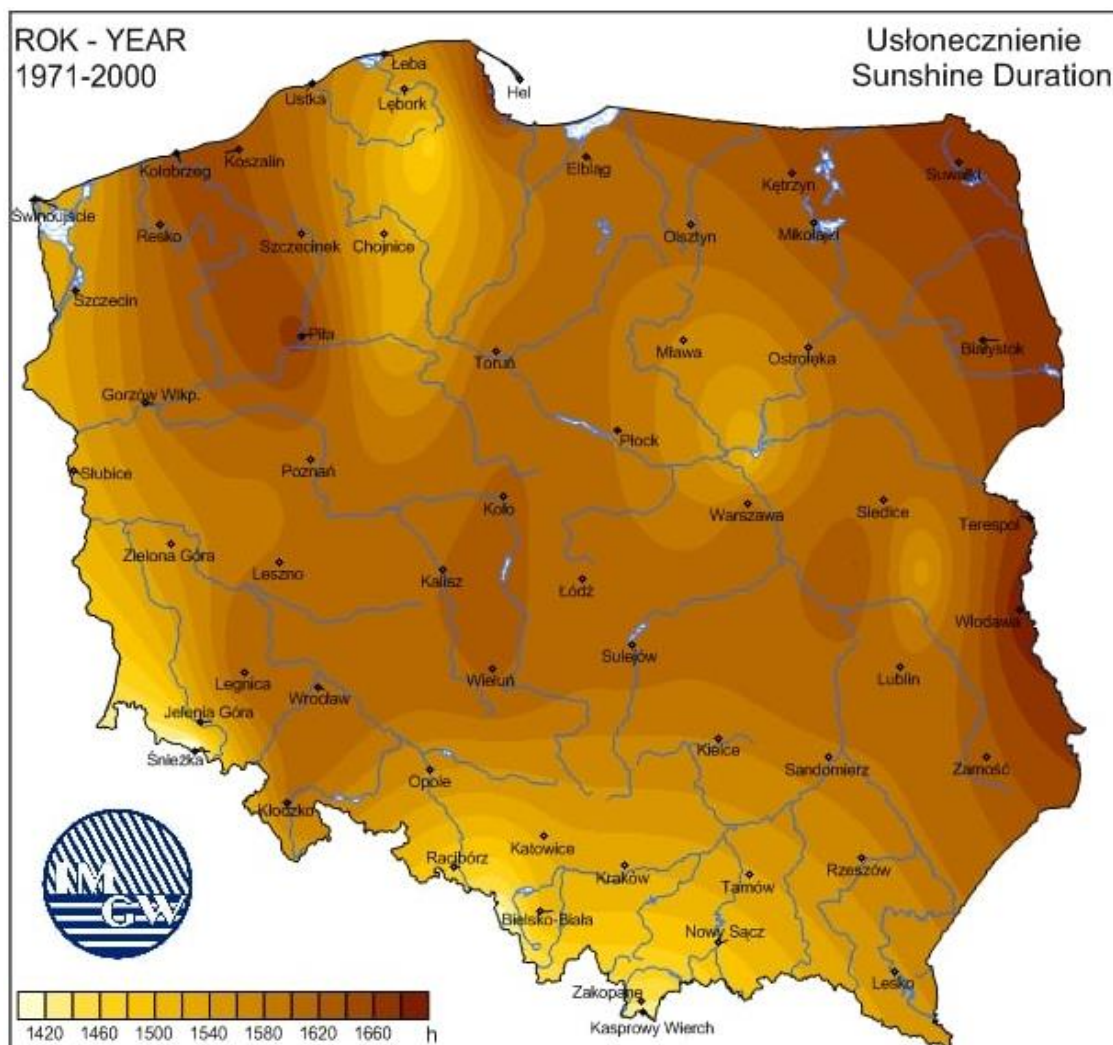 ROK - YEAR
1971-2000
Usłonecznienie
Sunshine Duration
Łeba
Hel
Ustka
Lębork
Koszalin
Kołobrzeg
Elbląg
Suwałki
Kętrzyn
Świnoujście
Resko
Szczecinek
Chojnice
Olsztyn
Mikołajki
Szczecin
Piła
Toruń
Mława
Ostrołęka
Białystok
Gorzów Wlkp.
Płock
Słubice
Poznań
Koło
Warszawa
Siedlce
Terespol
Zielona Góra
Leszno
Kalisz
Łódź
Włodawa
Sulejów
Legnica
Wrocław
Wieluń
Lublin
Jelenia Góra
Śnieżka
Kielce
Sandomierz
Zamość
Opole
Kłodzko
Katowice
Racibórz
Kraków
Tarnów
Rzeszów
Bielsko-Biała
Nowy Sącz
Lesko
Zakopane
Kasprowy Wierch
IM
GW
1420 1460 1500 1540 1580 1620 1660 h